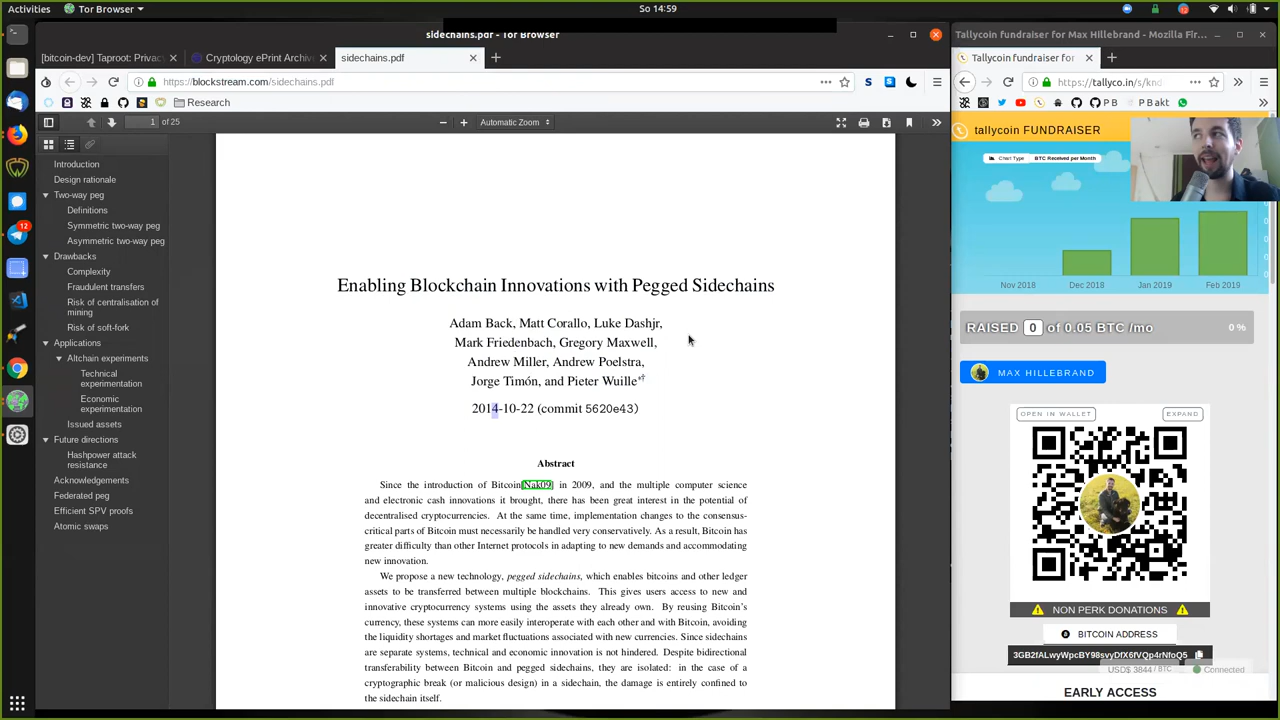 Activities
Tor Browser
So 14:59
sidechains.pdf - Tor Browser
[bitcoin-dev] Taproot: Privac
Cryptology ePrint Archiv
sidechains.pdf
https://blockstream.com/sidechains.pdf
Research
1 of 25
Automatic Zoom
Introduction
Design rationale
Two-way peg
Definitions
Symmetric two-way peg
Asymmetric two-way peg
Drawbacks
Complexity
Fraudulent transfers
Risk of centralisation of
mining
Risk of soft-fork
Applications
Altchain experiments
Technical
experimentation
Economic
experimentation
Issued assets
Future directions
Hashpower attack
resistance
Acknowledgements
Federated peg
Efficient SPV proofs
Atomic swaps
Enabling Blockchain Innovations with Pegged Sidechains
Adam Back, Matt Corallo, Luke Dashjr,
Mark Friedenbach, Gregory Maxwell,
Andrew Miller, Andrew Poelstra,
Jorge Timón, and Pieter Wuille*†
2014-10-22 (commit 5620e43)
Abstract
Since the introduction of Bitcoin[Nak09] in 2009, and the multiple computer science
and electronic cash innovations it brought, there has been great interest in the potential of
decentralised cryptocurrencies. At the same time, implementation changes to the consensus-
critical parts of Bitcoin must necessarily be handled very conservatively. As a result, Bitcoin has
greater difficulty than other Internet protocols in adapting to new demands and accommodating
new innovation.
We propose a new technology, pegged sidechains, which enables bitcoins and other ledger
assets to be transferred between multiple blockchains. This gives users access to new and
innovative cryptocurrency systems using the assets they already own. By reusing Bitcoin's
currency, these systems can more easily interoperate with each other and with Bitcoin, avoiding
the liquidity shortages and market fluctuations associated with new currencies. Since sidechains
are separate systems, technical and economic innovation is not hindered. Despite bidirectional
transferability between Bitcoin and pegged sidechains, they are isolated: in the case of a
cryptographic break (or malicious design) in a sidechain, the damage is entirely confined to
the sidechain itself.
Tallycoin fundraiser for Max Hillebrand - Mozilla Fir...
Tallycoin fundraiser for
https://tallyco.in/s/knd
P B
P B akt
tallycoin FUNDRAISER
Chart Type
BTC Received per Month
Nov 2018
Dec 2018
Jan 2019
Feb 2019
RAISED 0 of 0.05 BTC /mo
0 %
MAX HILLEBRAND
OPEN IN WALLET
EXPAND
NON PERK DONATIONS
BITCOIN ADDRESS
3GB2fALwyWpcBY98svyDfX6fVQp4rNfoQ5
USD$ 3844 / BTC
Connected
EARLY ACCESS
12